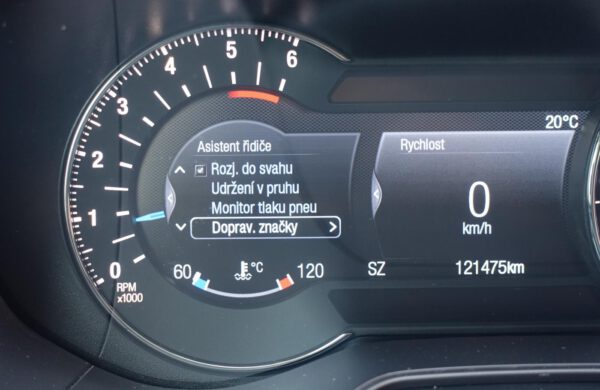 5
6
4
3
2
1
0
RPM
x1000
20°C
Asistent řidiče
Rozj. do svahu
Udržení v pruhu
Monitor tlaku pneu
Doprav. značky
Rychlost
0
km/h
60
°C
120
SZ
121475km